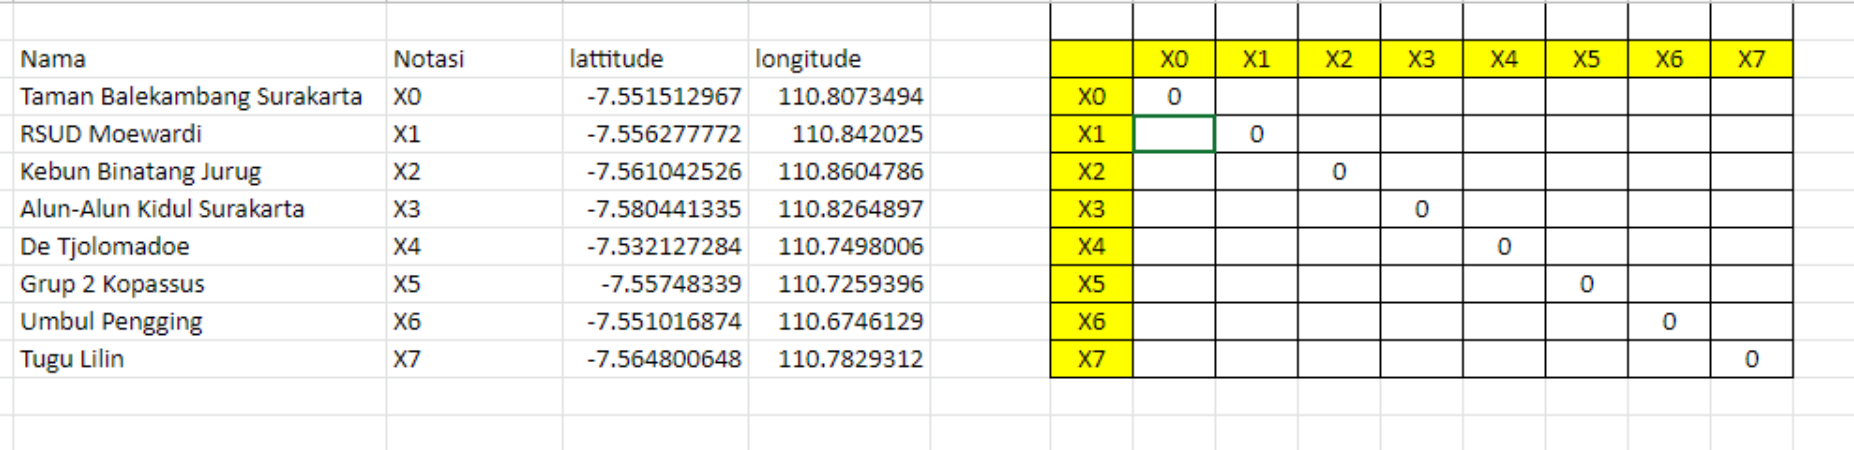 Nama Notasi lattitude longitude X0 X1 X2 X3 X4 X5 X6 X7
Taman Balekambang Surakarta X0 -7.551512967 110.8073494 X0 0
RSUD Moewardi X1 -7.556277772 110.842025 X1 0
Kebun Binatang Jurug X2 -7.561042526 110.8604786 X2 0
Alun-Alun Kidul Surakarta X3 -7.580441335 110.8264897 X3 0
De Tjolomadoe X4 -7.532127284 110.7498006 X4 0
Grup 2 Kopassus X5 -7.55748339 110.7259396 X5 0
Umbul Pengging X6 -7.551016874 110.6746129 X6 0
Tugu Lilin X7 -7.564800648 110.7829312 X7 0